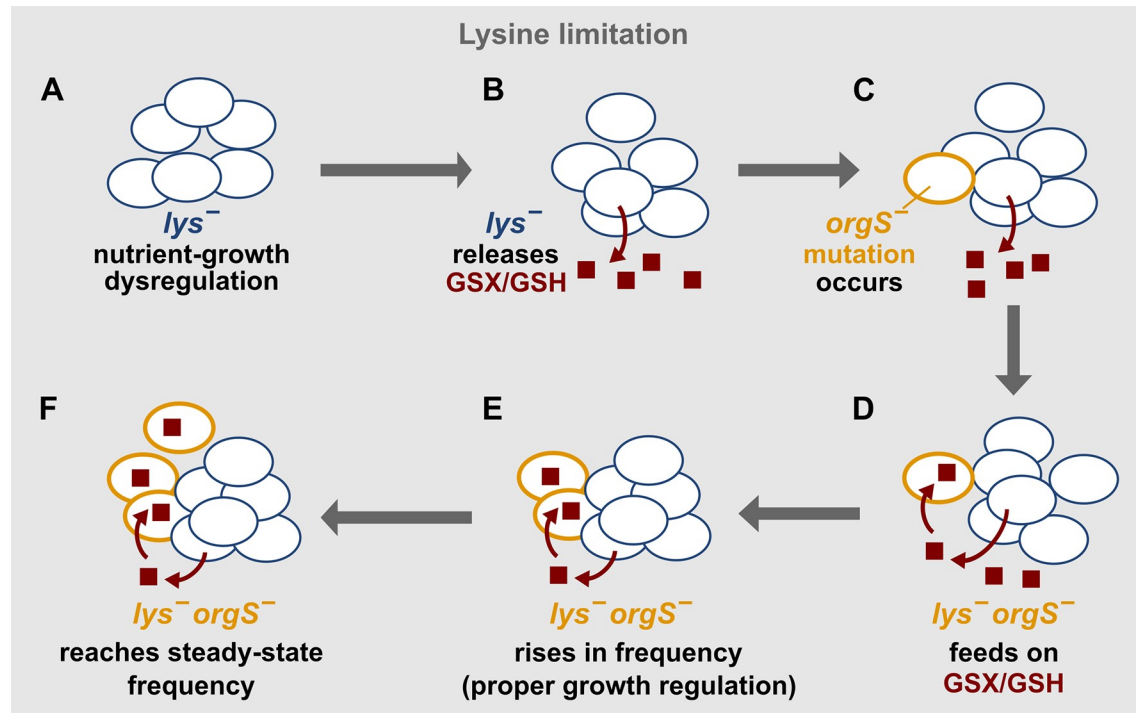 Lysine limitation
A
lys⁻
nutrient-growth
dysregulation
B
lys⁻
releases
GSX/GSH
C
orgS⁻
mutation
occurs
D
lys⁻ orgS⁻
feeds on
GSX/GSH
E
lys⁻ orgS⁻
rises in frequency
(proper growth regulation)
F
lys⁻ orgS⁻
reaches steady-state
frequency